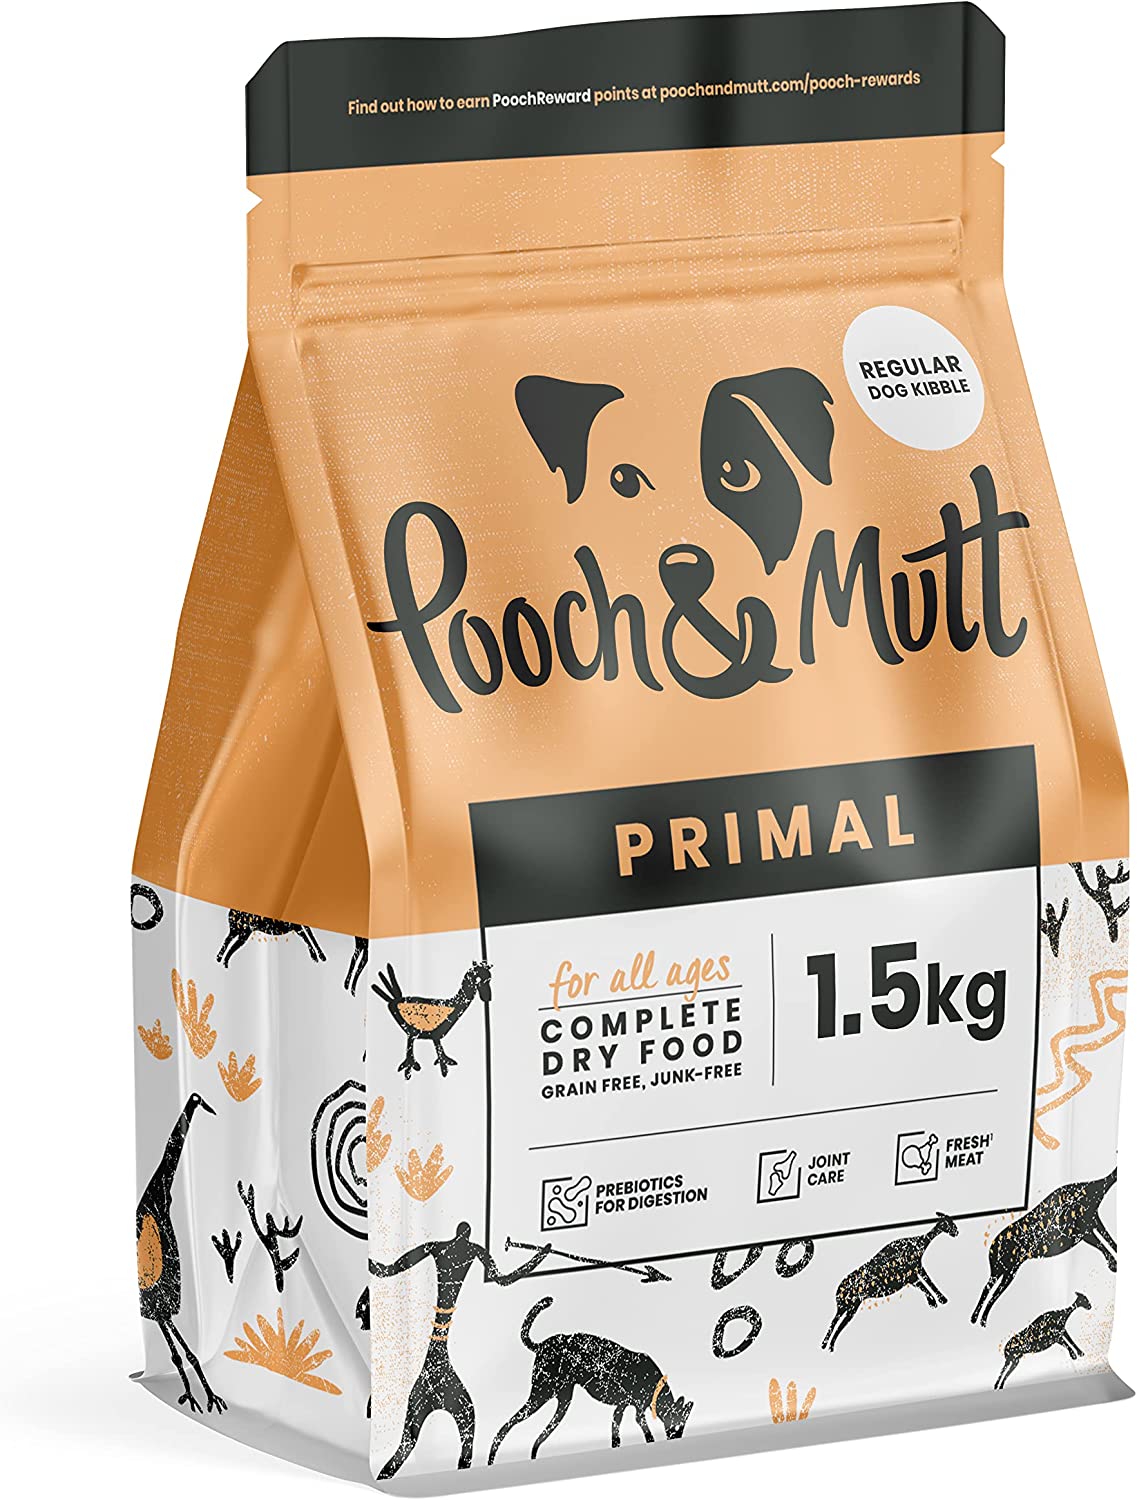 Find out how to earn PoochReward points at poochandmutt.com/pooch-rewards
REGULAR
DOG KIBBLE
Pooch & Mutt
PRIMAL
for all ages
COMPLETE
DRY FOOD
GRAIN FREE, JUNK-FREE
1.5kg
PREBIOTICS
FOR DIGESTION
JOINT
CARE
FRESH¹
MEAT